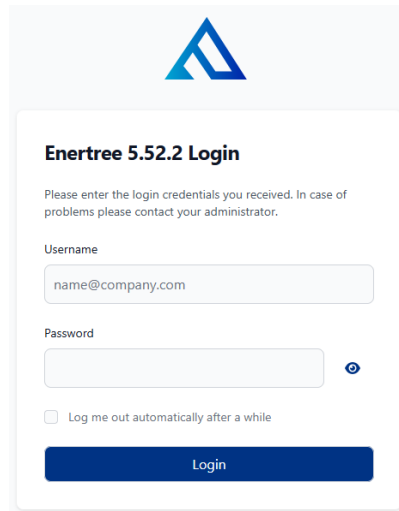 Enertree 5.52.2 Login
Please enter the login credentials you received. In case of
problems please contact your administrator.
Username
name@company.com
Password
Log me out automatically after a while
Login